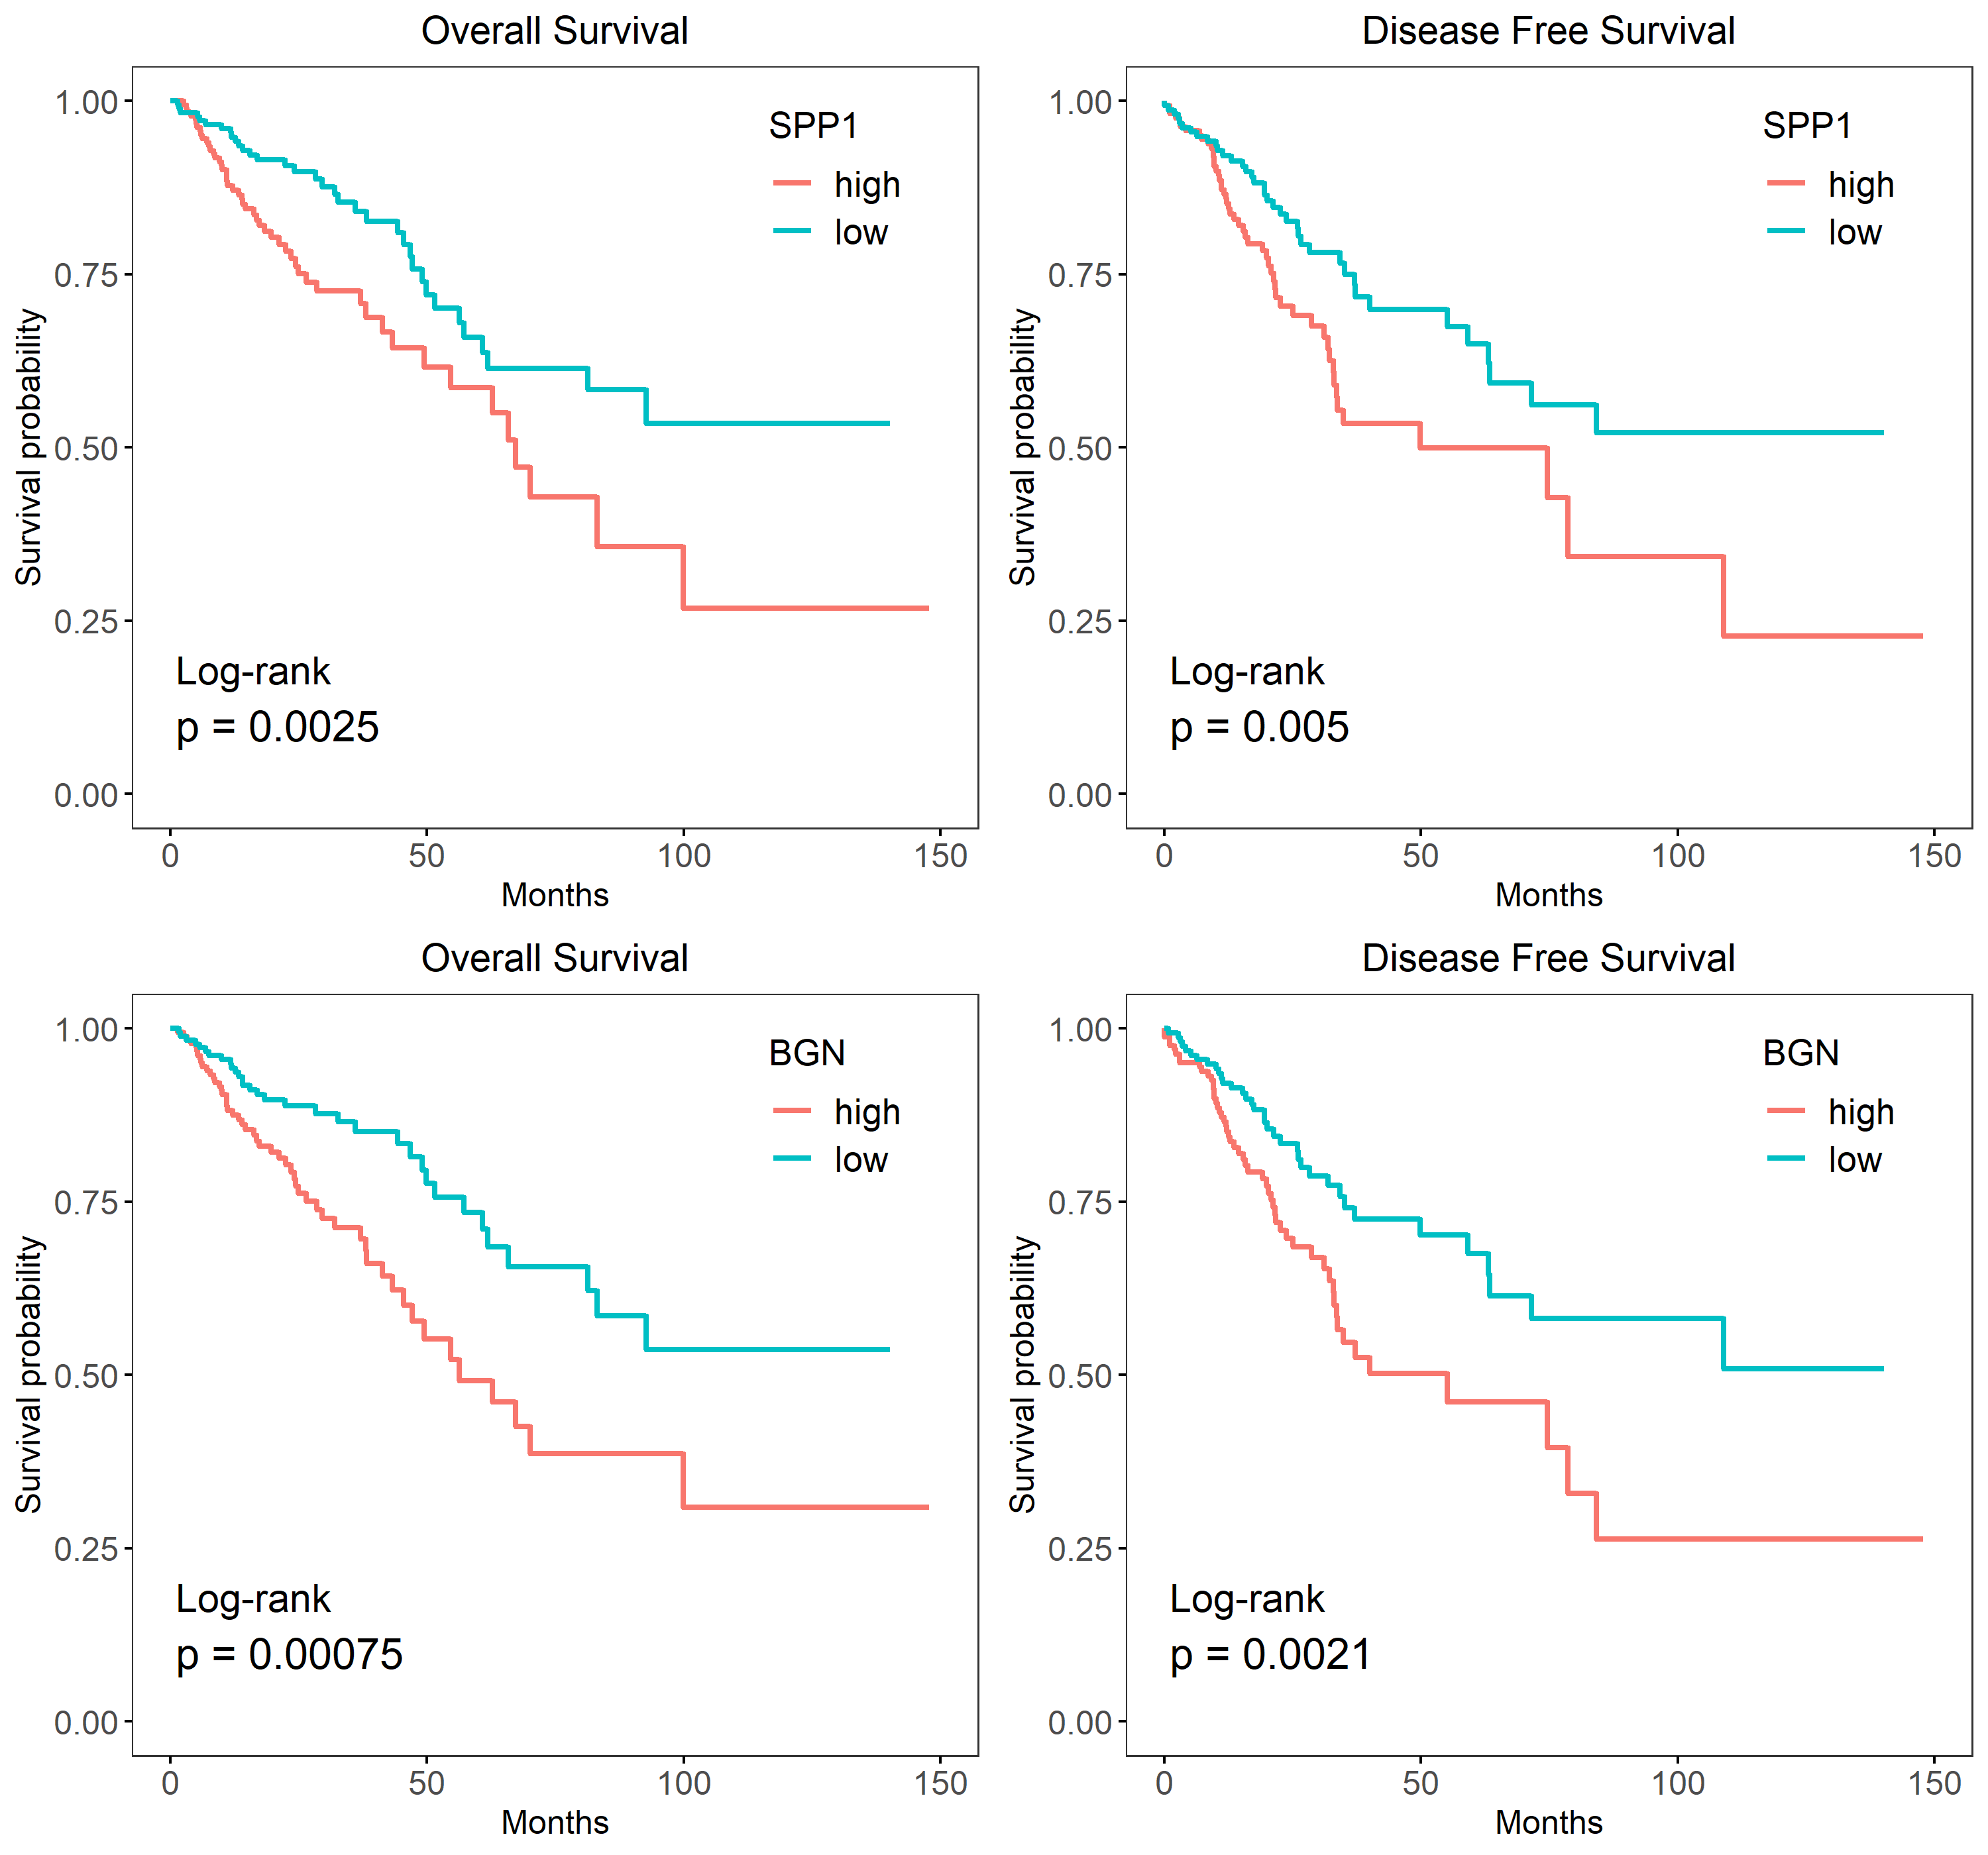 Overall Survival
Survival probability
1.00
0.75
0.50
0.25
0.00
SPP1
high
low
Log-rank
p = 0.0025
0 50 100 150
Months
Disease Free Survival
Survival probability
1.00
0.75
0.50
0.25
0.00
SPP1
high
low
Log-rank
p = 0.005
0 50 100 150
Months
Overall Survival
Survival probability
1.00
0.75
0.50
0.25
0.00
BGN
high
low
Log-rank
p = 0.00075
0 50 100 150
Months
Disease Free Survival
Survival probability
1.00
0.75
0.50
0.25
0.00
BGN
high
low
Log-rank
p = 0.0021
0 50 100 150
Months